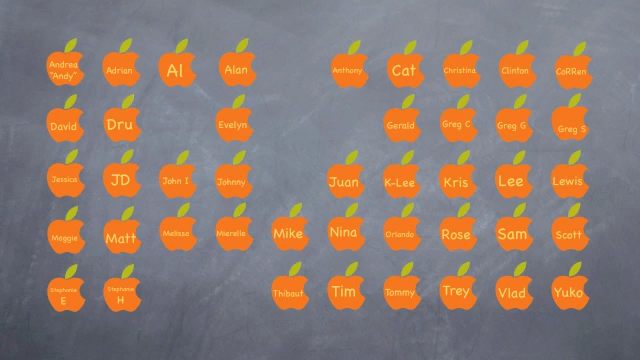 Andrea
"Andy"
Adrian
Al
Alan
Anthony
Cat
Christina
Clinton
CoRRen
David
Dru
Evelyn
Gerald
Greg C
Greg G
Greg S
Jessica
JD
John I
Johnny
Juan
K-Lee
Kris
Lee
Lewis
Maggie
Matt
Melissa
Mierelle
Mike
Nina
Orlando
Rose
Sam
Scott
Stephanie
E
Stephanie
H
Thibaut
Tim
Tommy
Trey
Vlad
Yuko